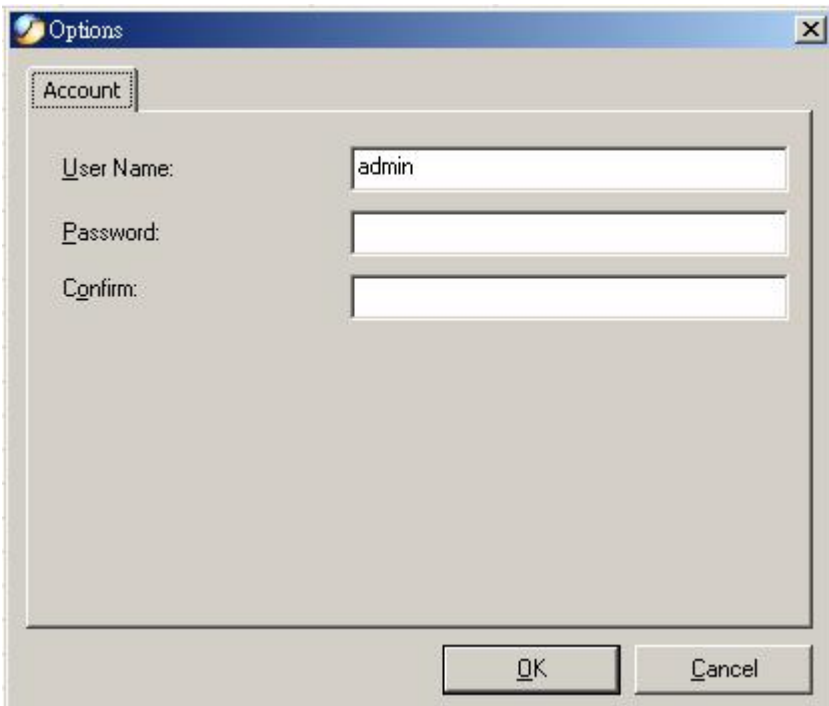 Options
Account
User Name:
admin
Password:
Confirm:
OK
Cancel